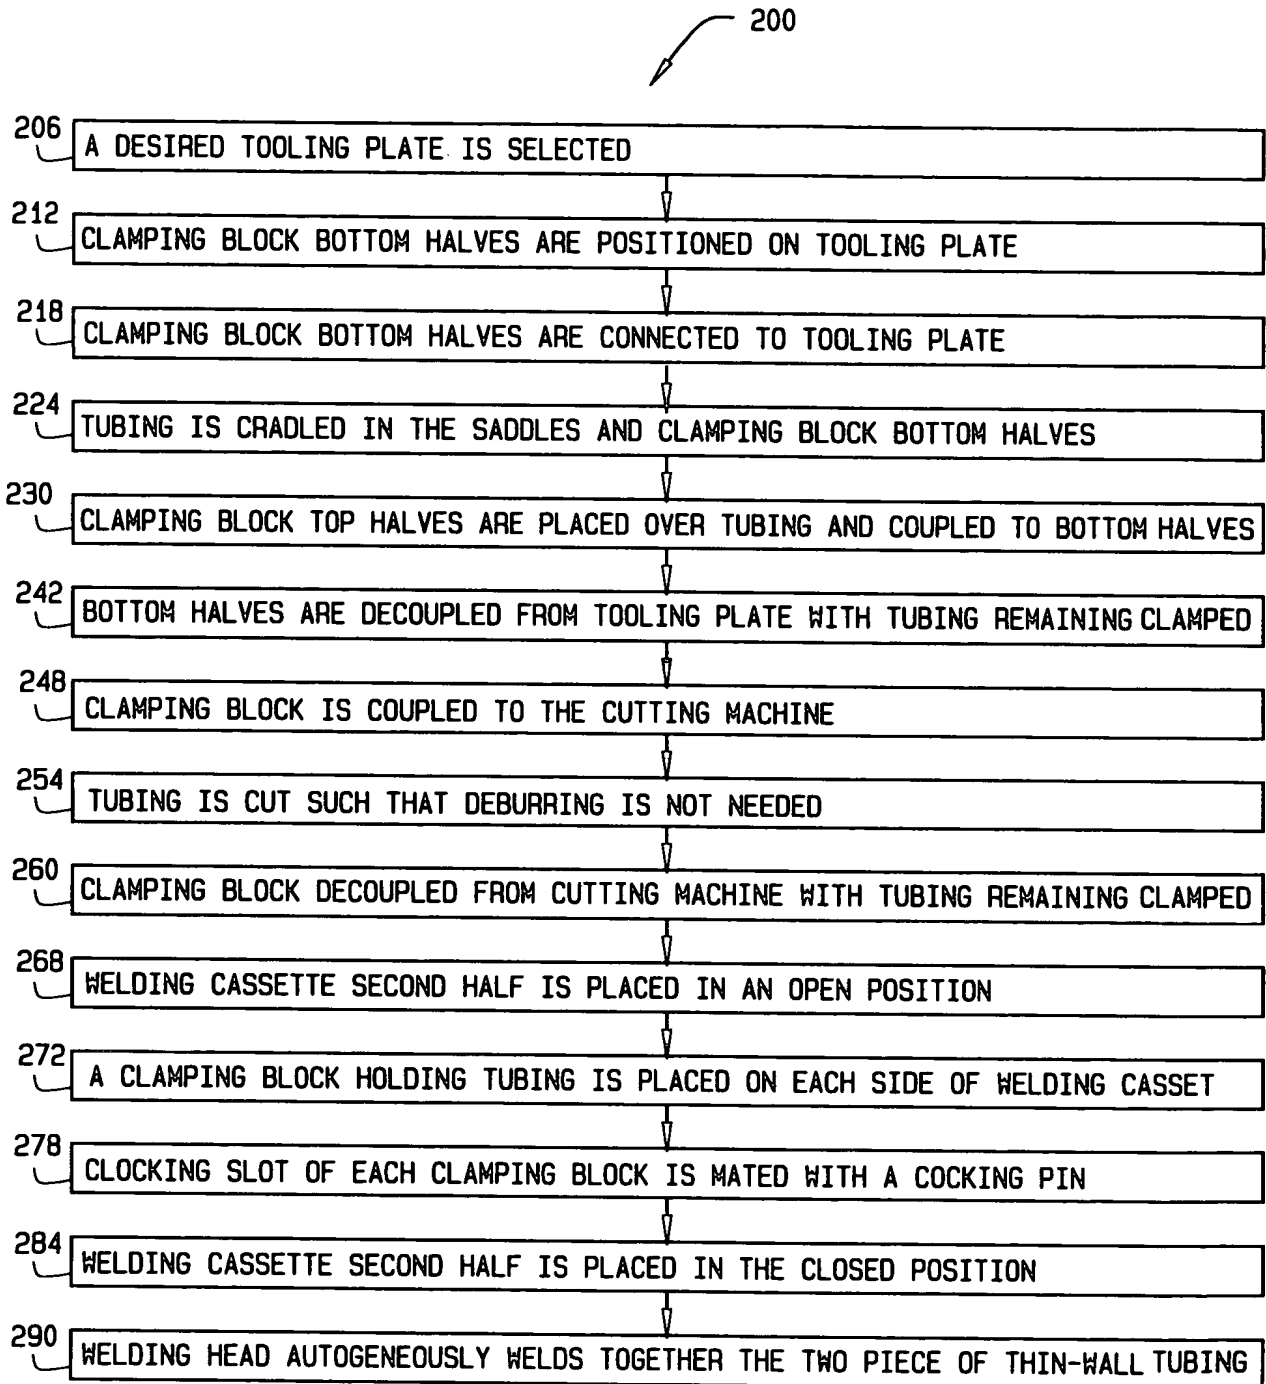 200
206
A DESIRED TOOLING PLATE IS SELECTED
212
CLAMPING BLOCK BOTTOM HALVES ARE POSITIONED ON TOOLING PLATE
218
CLAMPING BLOCK BOTTOM HALVES ARE CONNECTED TO TOOLING PLATE
224
TUBING IS CRADLED IN THE SADDLES AND CLAMPING BLOCK BOTTOM HALVES
230
CLAMPING BLOCK TOP HALVES ARE PLACED OVER TUBING AND COUPLED TO BOTTOM HALVES
242
BOTTOM HALVES ARE DECOUPLED FROM TOOLING PLATE WITH TUBING REMAINING CLAMPED
248
CLAMPING BLOCK IS COUPLED TO THE CUTTING MACHINE
254
TUBING IS CUT SUCH THAT DEBURRING IS NOT NEEDED
260
CLAMPING BLOCK DECOUPLED FROM CUTTING MACHINE WITH TUBING REMAINING CLAMPED
268
WELDING CASSETTE SECOND HALF IS PLACED IN AN OPEN POSITION
272
A CLAMPING BLOCK HOLDING TUBING IS PLACED ON EACH SIDE OF WELDING CASSET
278
CLOCKING SLOT OF EACH CLAMPING BLOCK IS MATED WITH A COCKING PIN
284
WELDING CASSETTE SECOND HALF IS PLACED IN THE CLOSED POSITION
290
WELDING HEAD AUTOGENEOUSLY WELDS TOGETHER THE TWO PIECE OF THIN-WALL TUBING